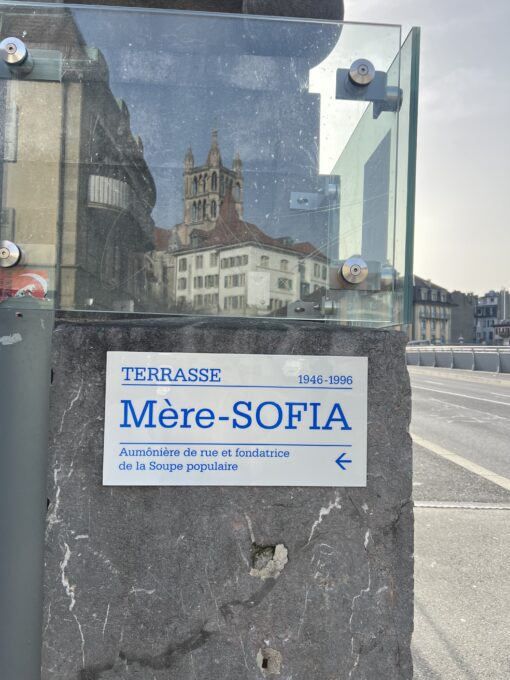 TERRASSE 1946-1996
Mère-SOFIA
Aumônière de rue et fondatrice
de la Soupe populaire